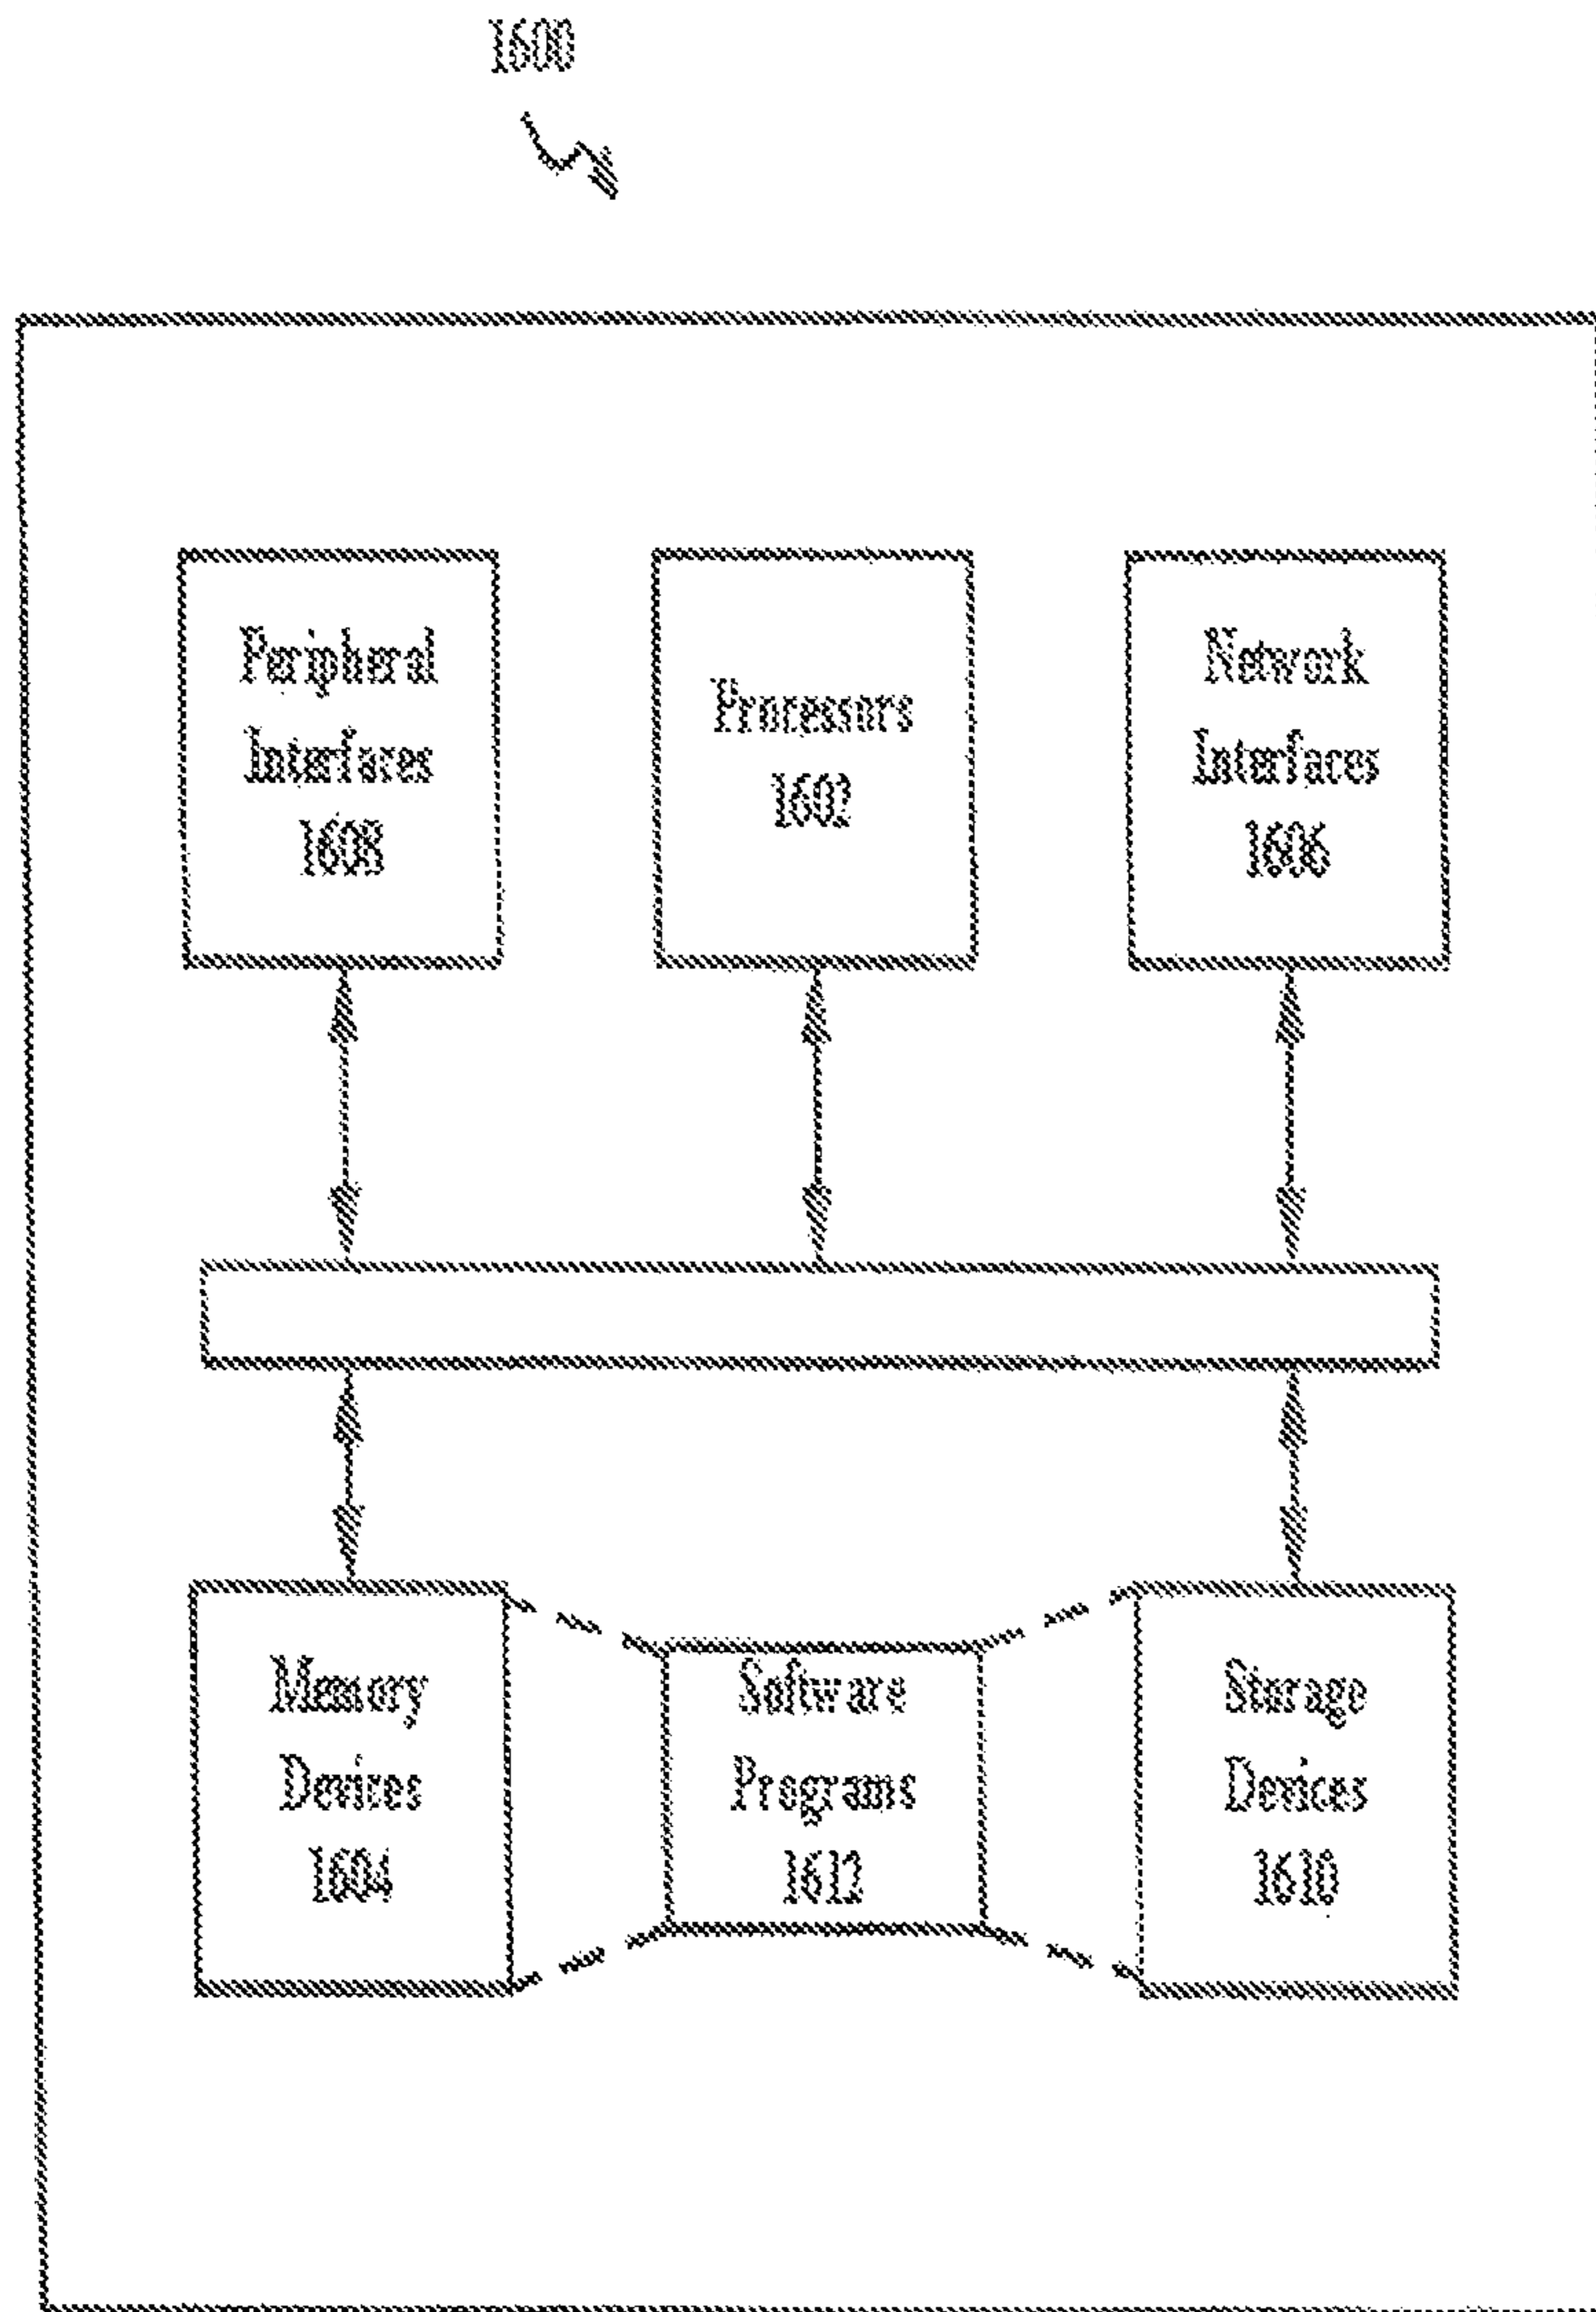 1600
Peripheral
Interfaces
1608
Processors
1602
Network
Interfaces
1606
Memory
Devices
1604
Software
Programs
1612
Storage
Devices
1610